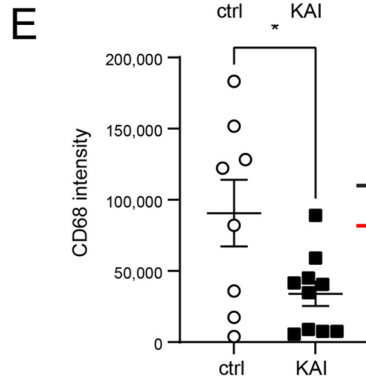 E
ctrl KAI
*
200,000
150,000
100,000
50,000
0
CD68 intensity
ctrl KAI